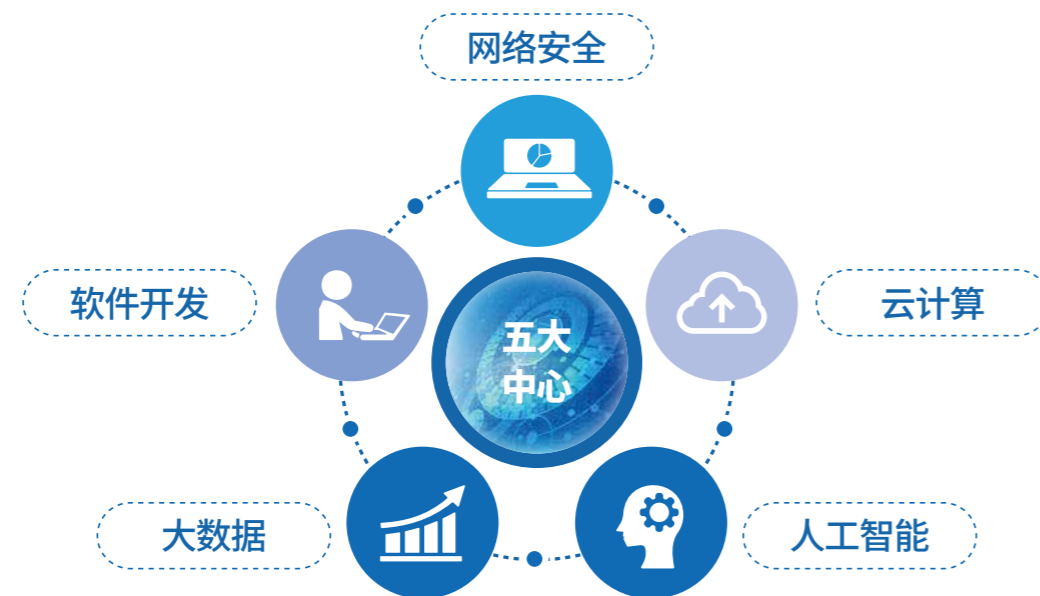 网络安全
软件开发
云计算
五大
中心
大数据
人工智能